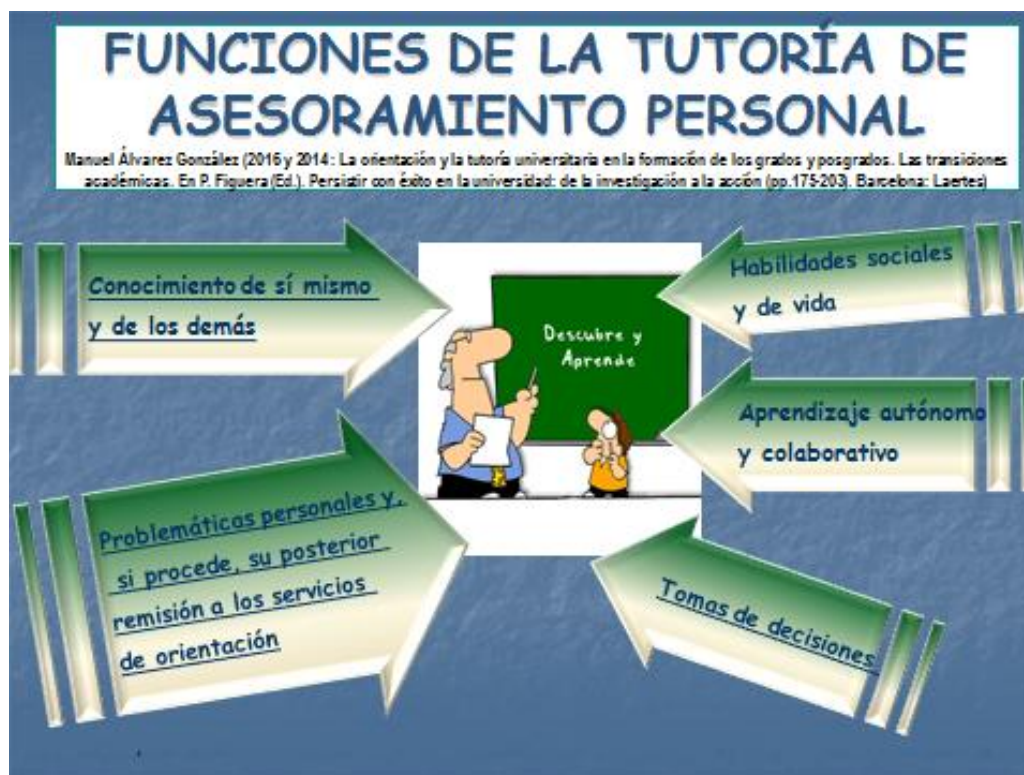 FUNCIONES DE LA TUTORÍA DE
ASESORAMIENTO PERSONAL
Manuel Álvarez González (2016 y 2014: La orientación y la tutoría universitaria en la formación de los grados y posgrados. Las transiciones
académicas. En P. Figuera (Ed.). Persistir con éxito en la universidad: de la investigación a la acción (pp.175-203). Barcelona: Laertes)
Conocimiento de sí mismo
y de los demás
Problemáticas personales y,
si procede, su posterior
remisión a los servicios
de orientación
Descubre y
Aprende
Habilidades sociales
y de vida
Aprendizaje autónomo
y colaborativo
Tomas de decisiones